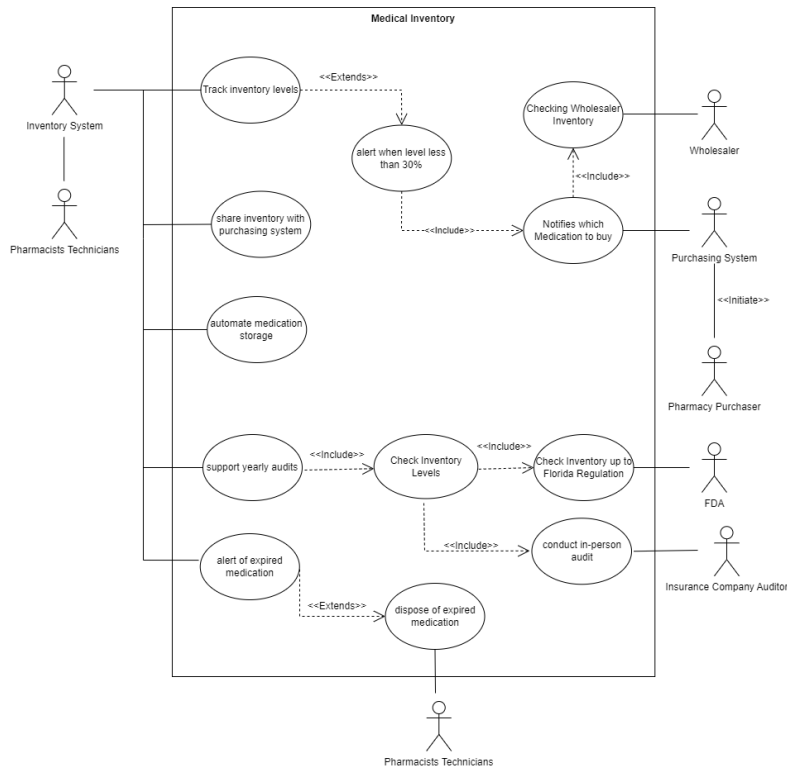 Medical Inventory
Track inventory levels
<<Extends>>
Checking Wholesaler
Inventory
Inventory System
Wholesaler
alert when level less
than 30%
<<Include>>
Pharmacists Technicians
share inventory with
purchasing system
<<Include>>
Notifies which
Medication to buy
Purchasing System
<<Initiate>>
automate medication
storage
Pharmacy Purchaser
support yearly audits
<<Include>>
Check Inventory
Levels
<<Include>>
Check Inventory up to
Florida Regulation
FDA
<<Include>>
conduct in-person
audit
Insurance Company Auditor
alert of expired
medication
<<Extends>>
dispose of expired
medication
Pharmacists Technicians